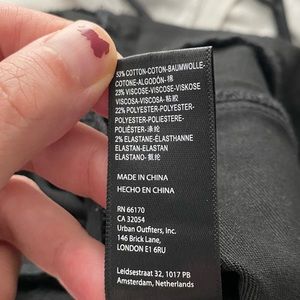 53% COTTON-COTON-BAUMWOLLE-
COTONE-ALGODÓN-棉
23% VISCOSE-VISCOSE-VISKOSE
VISCOSA-VISCOSA-粘胶
22% POLYESTER-POLYESTER-
POLYESTER-POLIESTERE-
POLIÉSTER-涤纶
2% ELASTANE-ÉLASTHANNE
ELASTAN-ELASTAN
ELASTANO-氨纶
MADE IN CHINA
HECHO EN CHINA
RN 66170
CA 32054
Urban Outfitters, Inc.
146 Brick Lane,
LONDON E1 6RU
Leidsestraat 32, 1017 PB
Amsterdam, Netherlands